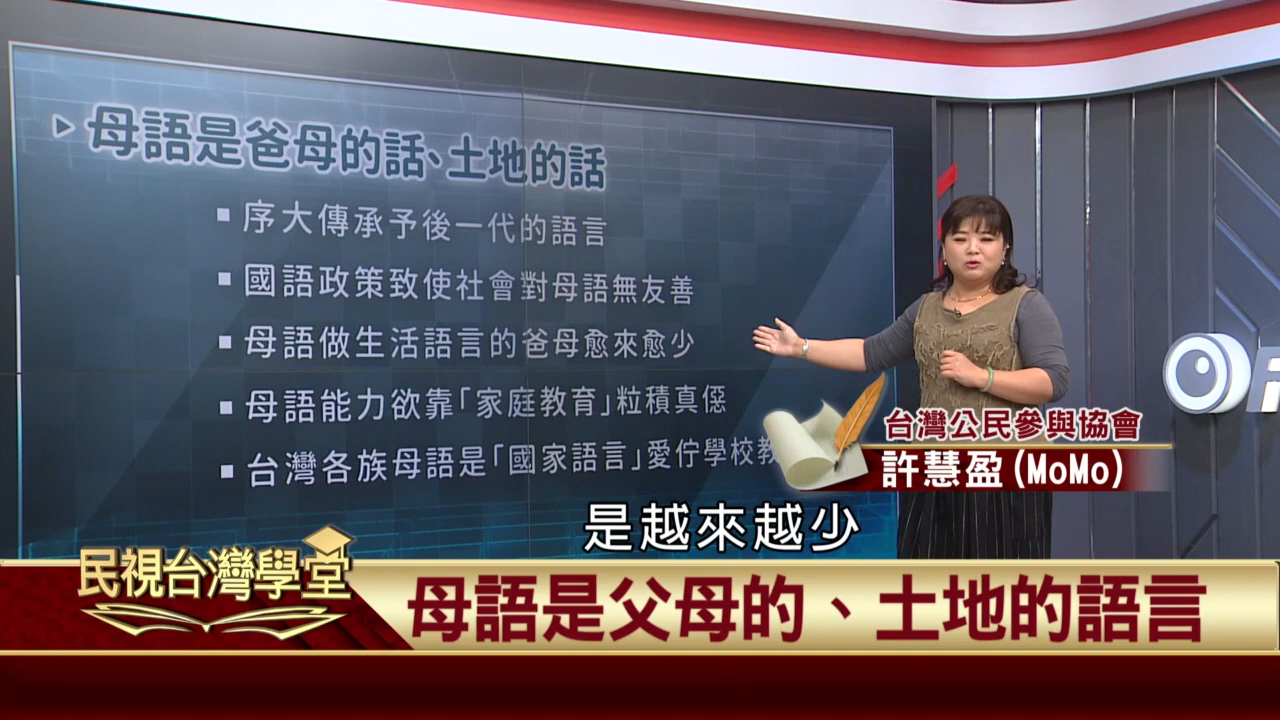 母語是爸母的話、土地的話
序大傳承予後一代的語言
國語政策致使社會對母語無友善
母語做生活語言的爸母愈來愈少
母語能力欲靠「家庭教育」粒積真僫
台灣各族母語是「國家語言」愛佇學校教
台灣公民參與協會
許慧盈(MoMo)
是越來越少
民視台灣學堂
母語是父母的、土地的語言